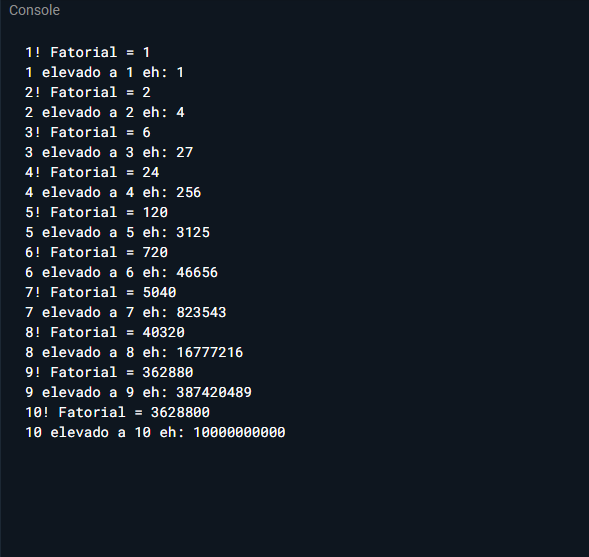 Console
1! Fatorial = 1
1 elevado a 1 eh: 1
2! Fatorial = 2
2 elevado a 2 eh: 4
3! Fatorial = 6
3 elevado a 3 eh: 27
4! Fatorial = 24
4 elevado a 4 eh: 256
5! Fatorial = 120
5 elevado a 5 eh: 3125
6! Fatorial = 720
6 elevado a 6 eh: 46656
7! Fatorial = 5040
7 elevado a 7 eh: 823543
8! Fatorial = 40320
8 elevado a 8 eh: 16777216
9! Fatorial = 362880
9 elevado a 9 eh: 387420489
10! Fatorial = 3628800
10 elevado a 10 eh: 10000000000